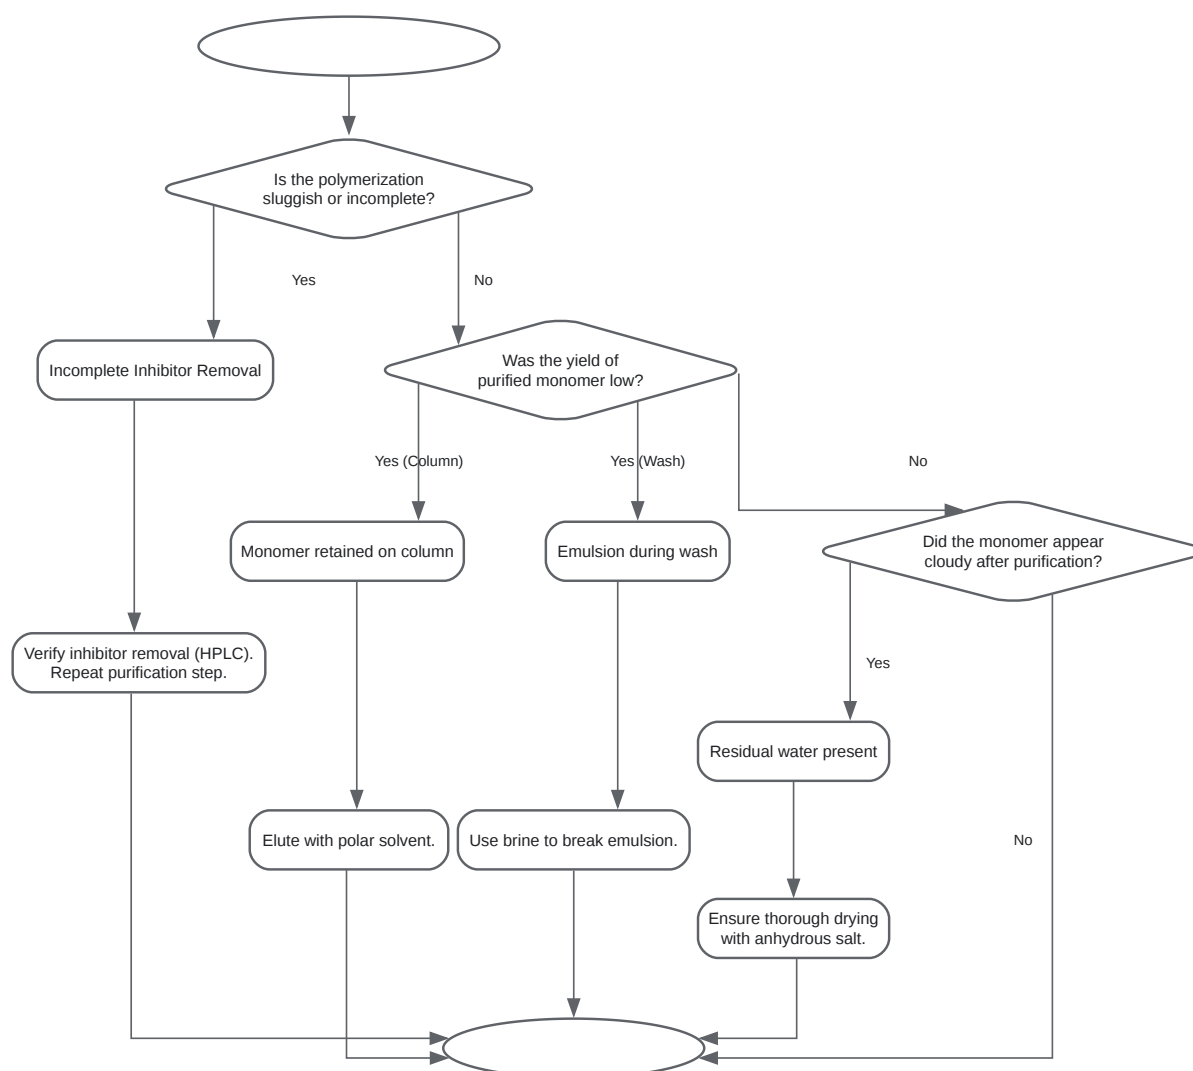 Is the polymerization
sluggish or incomplete?
Yes
No
Incomplete Inhibitor Removal
Was the yield of
purified monomer low?
Yes (Column)
Yes (Wash)
No
Monomer retained on column
Emulsion during wash
Did the monomer appear
cloudy after purification?
Verify inhibitor removal (HPLC).
Repeat purification step.
Yes
Residual water present
Elute with polar solvent.
Use brine to break emulsion.
No
Ensure thorough drying
with anhydrous salt.